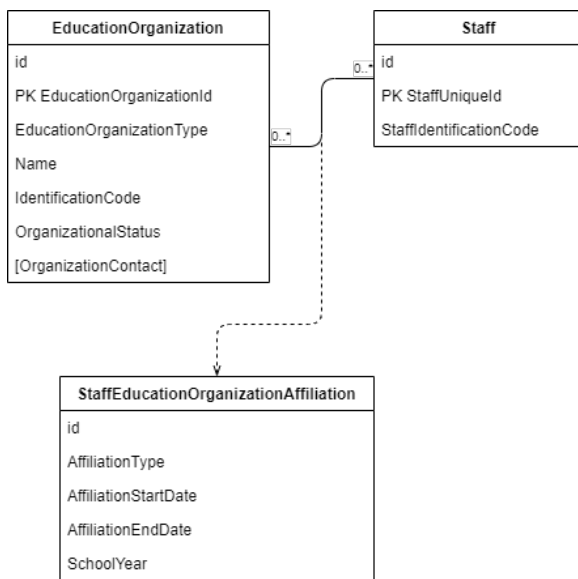 EducationOrganization
id
PK EducationOrganizationId
EducationOrganizationType
Name
IdentificationCode
OrganizationalStatus
[OrganizationContact]
0..*
0..*
Staff
id
PK StaffUniqueId
StaffIdentificationCode
StaffEducationOrganizationAffiliation
id
AffiliationType
AffiliationStartDate
AffiliationEndDate
SchoolYear